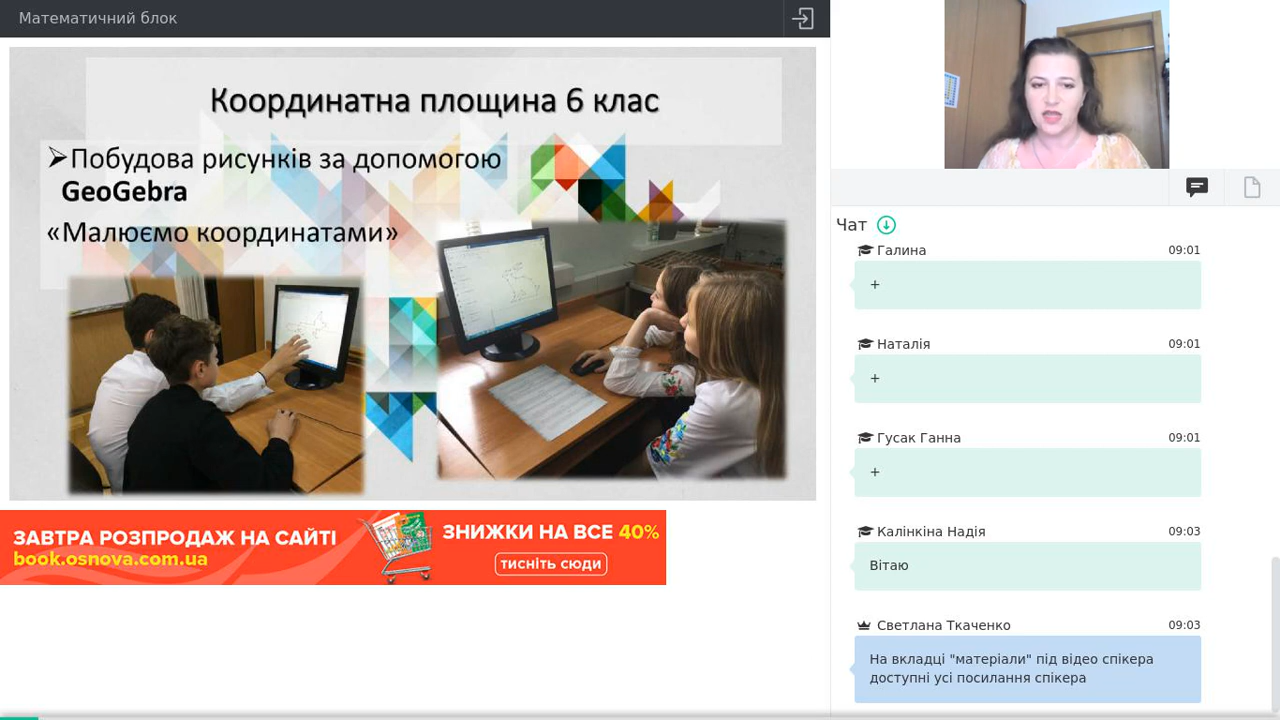 Математичний блок
Координатна площина 6 клас
➢Побудова рисунків за допомогою
GeoGebra
«Малюємо координатами»
ЗАВТРА РОЗПРОДАЖ НА САЙТІ
book.osnova.com.ua
ЗНИЖКИ НА ВСЕ 40%
тисніть сюди
Чат
Галина 09:01
+
Наталія 09:01
+
Гусак Ганна 09:01
+
Калінкіна Надія 09:03
Вітаю
Светлана Ткаченко 09:03
На вкладці "матеріали" під відео спікера
доступні усі посилання спікера